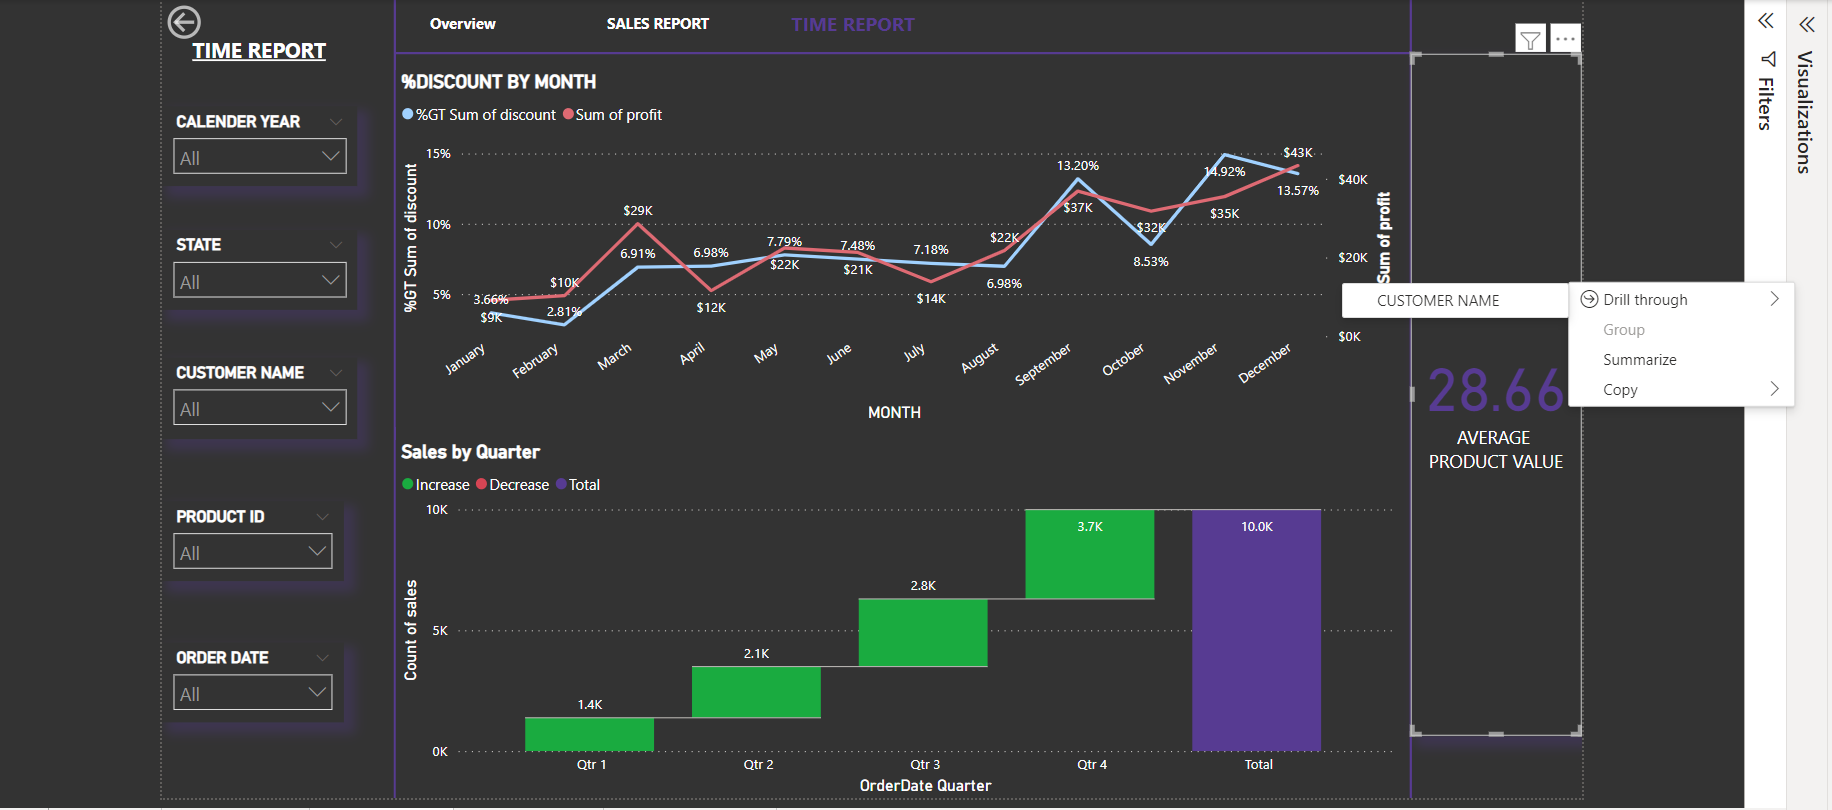 TIME REPORT
CALENDER YEAR
All
STATE
All
CUSTOMER NAME
All
PRODUCT ID
All
ORDER DATE
All
Overview
SALES REPORT
TIME REPORT
%DISCOUNT BY MONTH
%GT Sum of discount
Sum of profit
%GT Sum of discount
15%
10%
5%
3.66%
$9K
$10K
2.81%
$29K
6.91%
6.98%
$12K
7.79%
$22K
7.48%
$21K
7.18%
$14K
$22K
6.98%
13.20%
$37K
$32K
8.53%
14.92%
$35K
$43K
13.57%
$40K
$20K
$0K
Sum of profit
January
February
March
April
May
June
July
August
September
October
November
December
MONTH
Sales by Quarter
Increase
Decrease
Total
Count of sales
10K
5K
0K
1.4K
2.1K
2.8K
3.7K
10.0K
Qtr 1
Qtr 2
Qtr 3
Qtr 4
Total
OrderDate Quarter
28.66
AVERAGE
PRODUCT VALUE
CUSTOMER NAME
Drill through
Group
Summarize
Copy
Filters
Visualizations